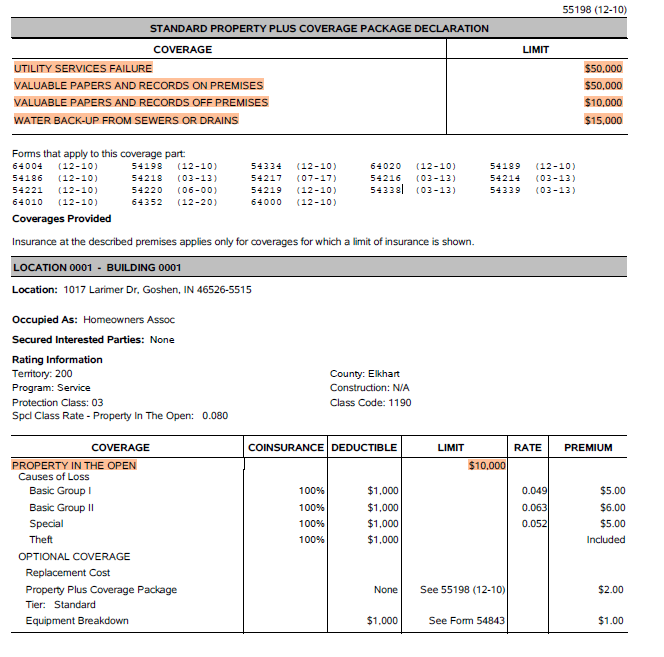 55198 (12-10)
STANDARD PROPERTY PLUS COVERAGE PACKAGE DECLARATION
COVERAGE LIMIT
UTILITY SERVICES FAILURE $50,000
VALUABLE PAPERS AND RECORDS ON PREMISES $50,000
VALUABLE PAPERS AND RECORDS OFF PREMISES $10,000
WATER BACK-UP FROM SEWERS OR DRAINS $15,000
Forms that apply to this coverage part:
64004 (12-10) 54198 (12-10) 54334 (12-10) 64020 (12-10) 54189 (12-10)
54186 (12-10) 54218 (03-13) 54217 (07-17) 54216 (03-13) 54214 (03-13)
54221 (12-10) 54220 (06-00) 54219 (12-10) 54338 (03-13) 54339 (03-13)
64010 (12-10) 64352 (12-20) 64000 (12-10)
Coverages Provided
Insurance at the described premises applies only for coverages for which a limit of insurance is shown.
LOCATION 0001 - BUILDING 0001
Location: 1017 Larimer Dr, Goshen, IN 46526-5515
Occupied As: Homeowners Assoc
Secured Interested Parties: None
Rating Information
Territory: 200 County: Elkhart
Program: Service Construction: N/A
Protection Class: 03 Class Code: 1190
Spcl Class Rate - Property In The Open: 0.080
COVERAGE COINSURANCE DEDUCTIBLE LIMIT RATE PREMIUM
PROPERTY IN THE OPEN $10,000
Causes of Loss
Basic Group I 100% $1,000 0.049 $5.00
Basic Group II 100% $1,000 0.063 $6.00
Special 100% $1,000 0.052 $5.00
Theft 100% $1,000 Included
OPTIONAL COVERAGE
Replacement Cost
Property Plus Coverage Package None See 55198 (12-10) $2.00
Tier: Standard
Equipment Breakdown $1,000 See Form 54843 $1.00